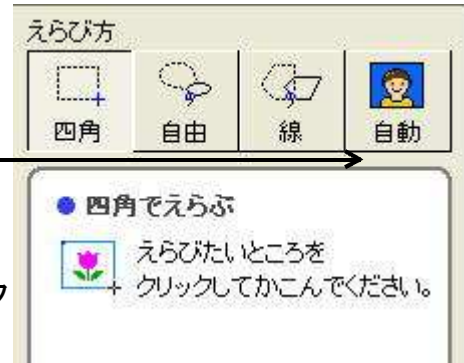 えらび方
四角 自由 線 自動
● 四角でえらぶ
えらびたいところを
クリックしてかこんでください。